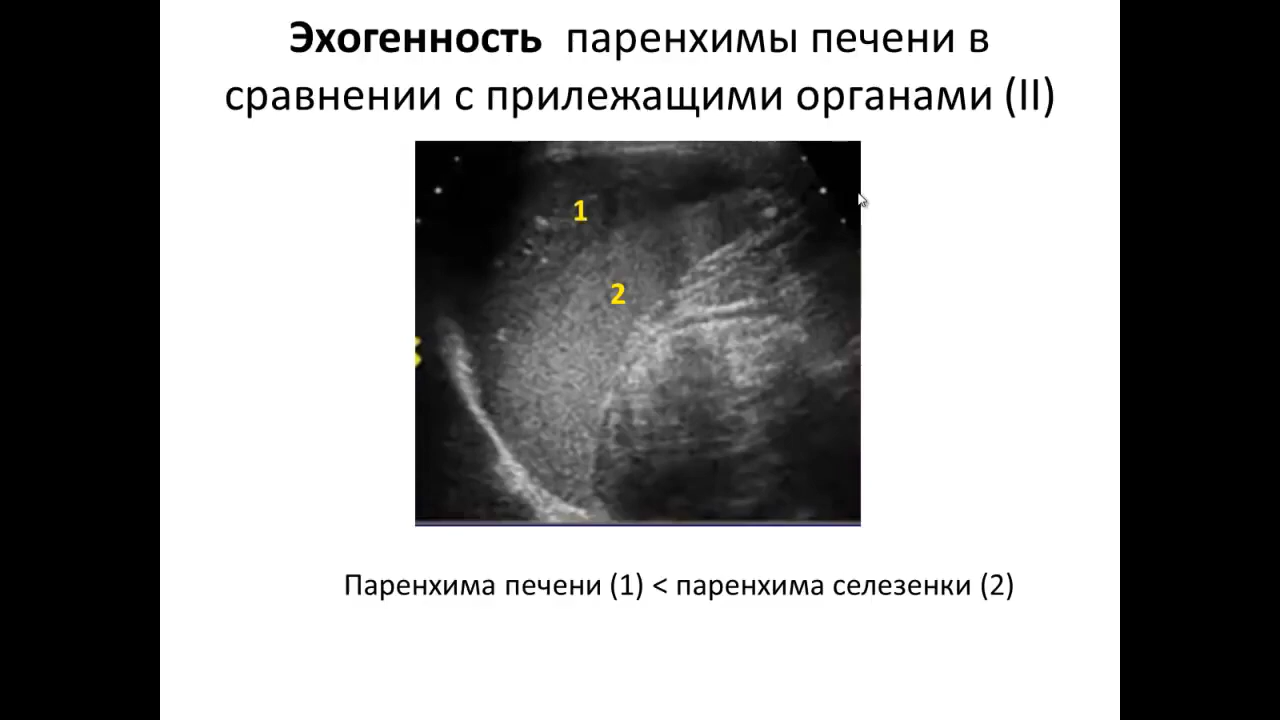 Эхогенность паренхимы печени в
сравнении с прилежащими органами (II)
1
2
Паренхима печени (1) < паренхима селезенки (2)